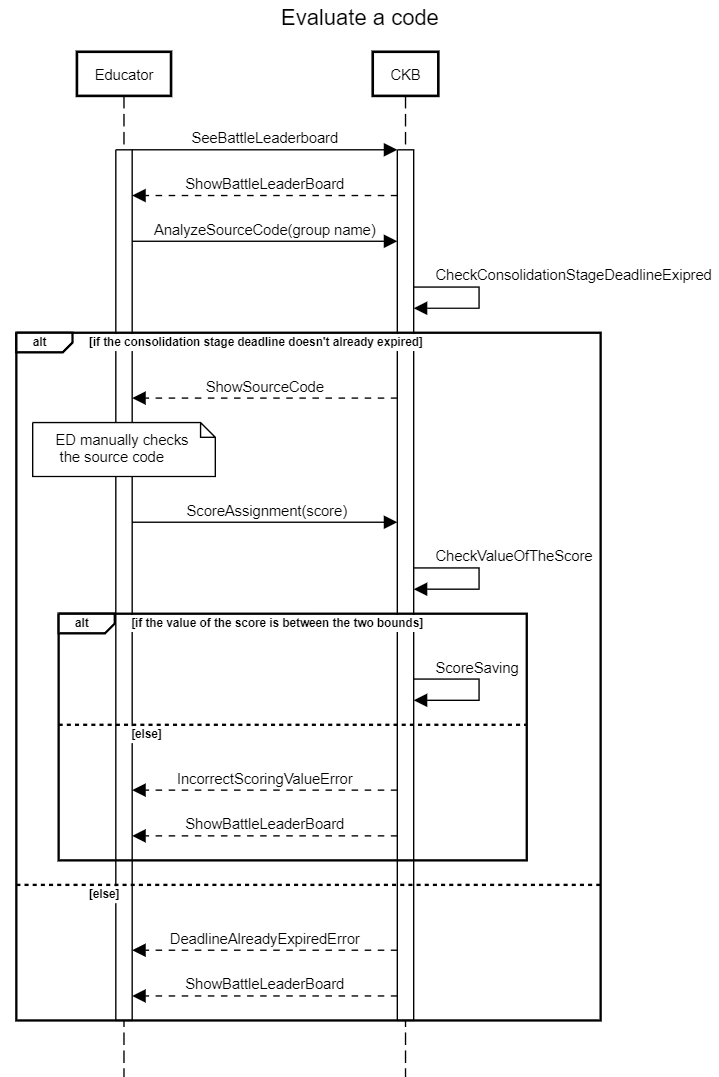 Evaluate a code
Educator
CKB
SeeBattleLeaderboard
ShowBattleLeaderBoard
AnalyzeSourceCode(group name)
CheckConsolidationStageDeadlineExipred
alt
[if the consolidation stage deadline doesn't already expired]
ShowSourceCode
ED manually checks
the source code
ScoreAssignment(score)
CheckValueOfTheScore
alt
[if the value of the score is between the two bounds]
ScoreSaving
[else]
IncorrectScoringValueError
ShowBattleLeaderBoard
[else]
DeadlineAlreadyExpiredError
ShowBattleLeaderBoard